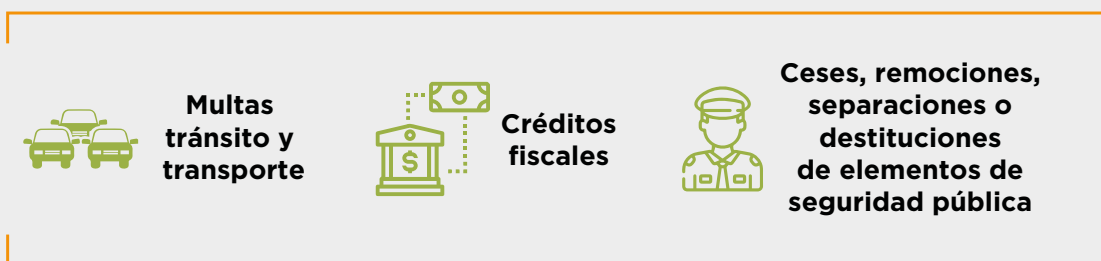 Multas
tránsito y
transporte
$
Créditos
fiscales
Ceses, remociones,
separaciones o
destituciones
de elementos de
seguridad pública